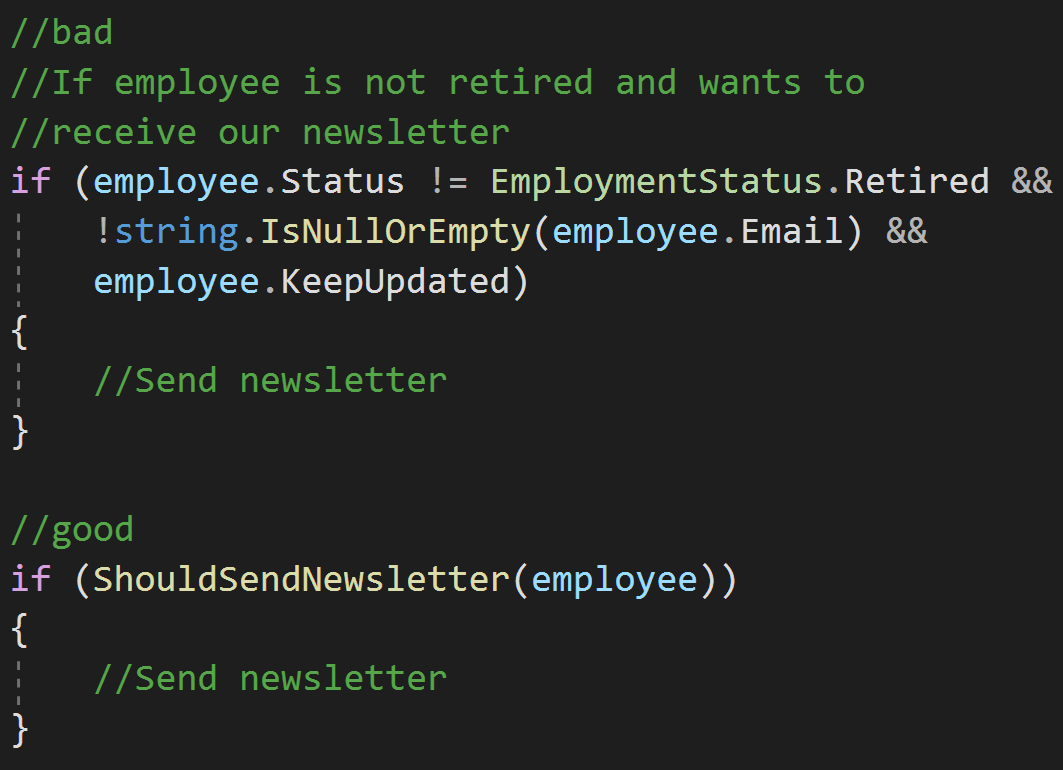 //bad
//If employee is not retired and wants to
//receive our newsletter
if (employee.Status != EmploymentStatus.Retired &&
    !string.IsNullOrEmpty(employee.Email) &&
    employee.KeepUpdated)
{
    //Send newsletter
}

//good
if (ShouldSendNewsletter(employee))
{
    //Send newsletter
}